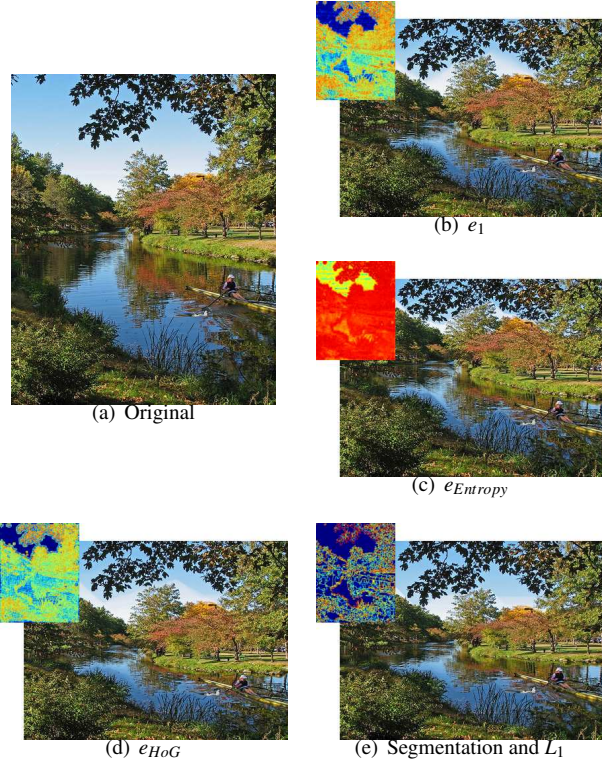 (a) Original
(b) e1
(c) eEntropy
(d) eHoG
(e) Segmentation and L1